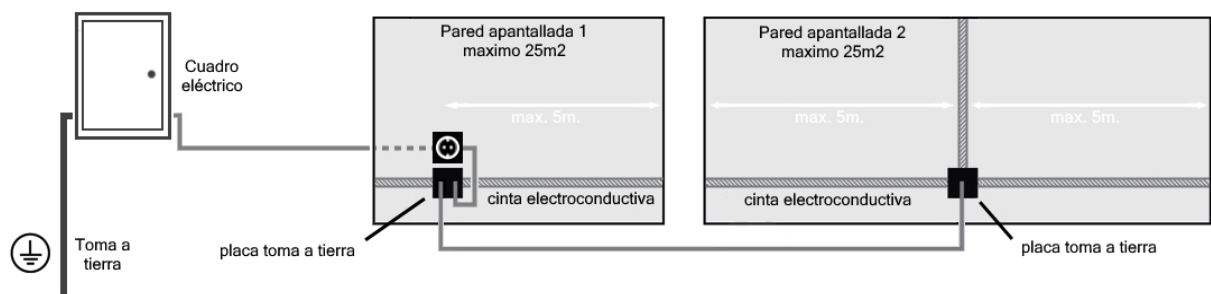 Cuadro
eléctrico
Toma a
tierra
Pared apantallada 1
maximo 25m2
max. 5m.
cinta electroconductiva
placa toma a tierra
Pared apantallada 2
maximo 25m2
max. 5m.
max. 5m.
cinta electroconductiva
placa toma a tierra